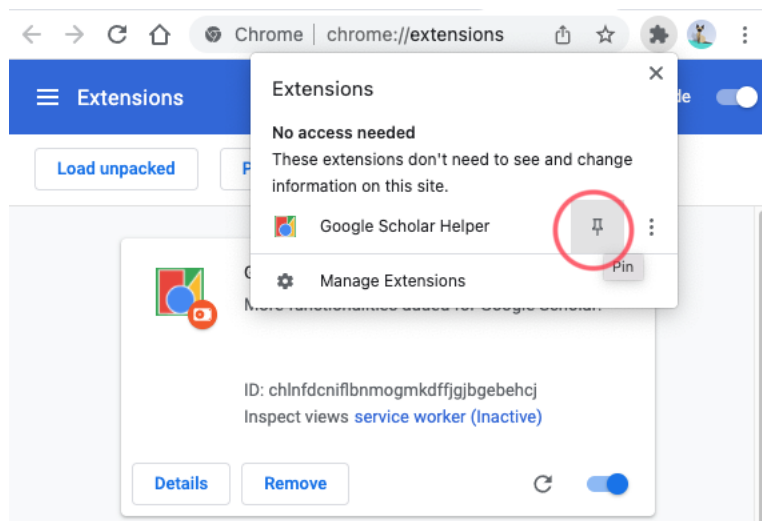 Chrome | chrome://extensions
Extensions
Extensions
No access needed
These extensions don't need to see and change
information on this site.
Load unpacked
Google Scholar Helper
Pin
Manage Extensions
ID: chlnfdcniflbnmogmkdffjgjbgebehcj
Inspect views service worker (Inactive)
Details
Remove